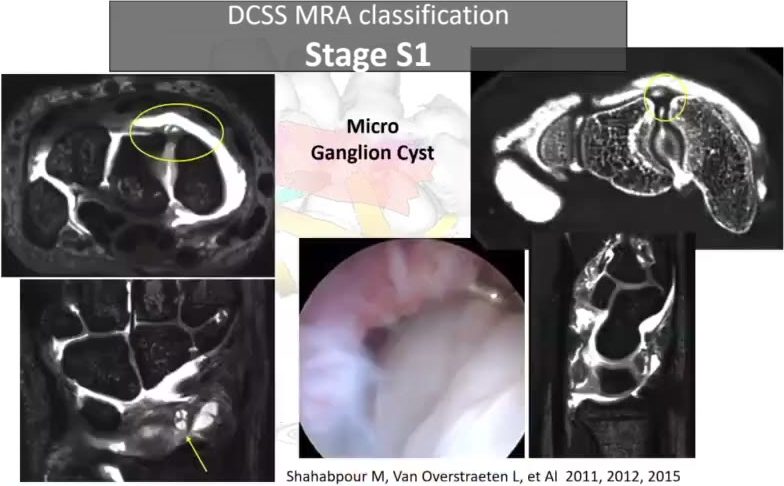 DCSS MRA classification
Stage S1
Micro
Ganglion Cyst
Shahabpour M, Van Overstraeten L, et Al 2011, 2012, 2015